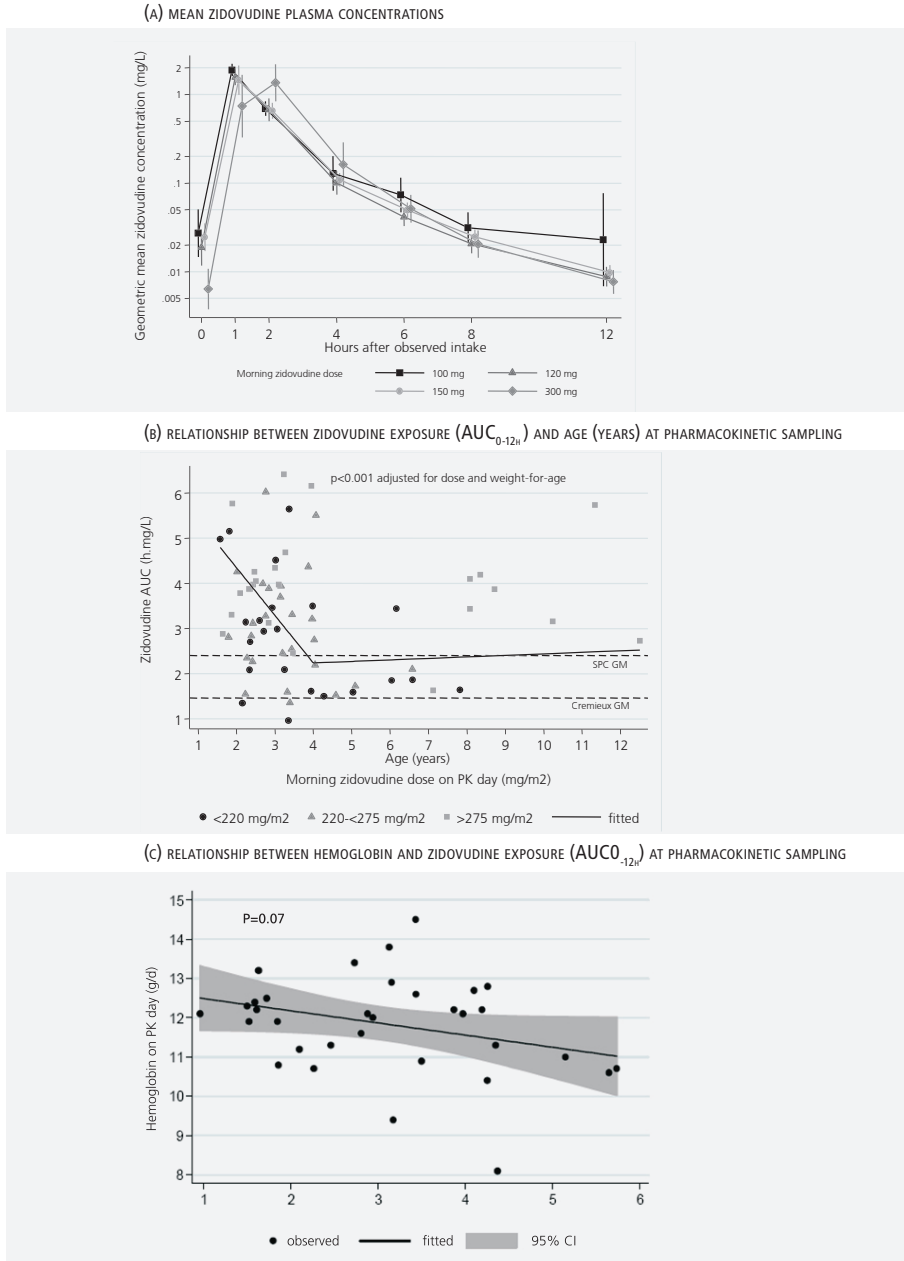 (A) MEAN ZIDOVUDINE PLASMA CONCENTRATIONS
Geometric mean zidovudine concentration (mg/L)
2
1
.5
.2
.1
.05
.02
.01
.005
0 1 2 4 6 8 12
Hours after observed intake
Morning zidovudine dose
100 mg 120 mg
150 mg 300 mg
(B) RELATIONSHIP BETWEEN ZIDOVUDINE EXPOSURE (AUC0-12H) AND AGE (YEARS) AT PHARMACOKINETIC SAMPLING
p<0.001 adjusted for dose and weight-for-age
Zidovudine AUC (h.mg/L)
6
5
4
3
2
1
SPC GM
Cremieux GM
1 2 3 4 5 6 7 8 9 10 11 12
Age (years)
Morning zidovudine dose on PK day (mg/m2)
<220 mg/m2 220-<275 mg/m2 >275 mg/m2 fitted
(C) RELATIONSHIP BETWEEN HEMOGLOBIN AND ZIDOVUDINE EXPOSURE (AUC0-12H) AT PHARMACOKINETIC SAMPLING
P=0.07
Hemoglobin on PK day (g/d)
15
14
13
12
11
10
9
8
1 2 3 4 5 6
observed fitted 95% CI